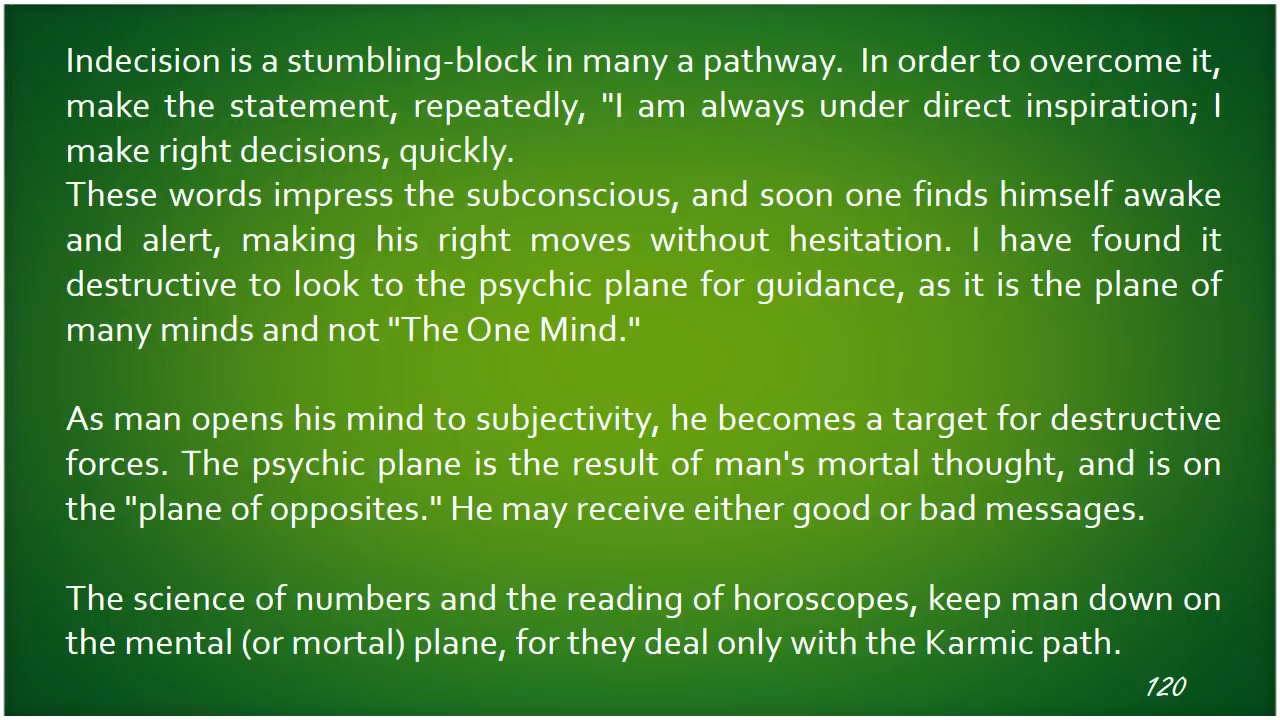 Indecision is a stumbling-block in many a pathway.  In order to overcome it,
make the statement, repeatedly, "I am always under direct inspiration; I
make right decisions, quickly.
These words impress the subconscious, and soon one finds himself awake
and alert, making his right moves without hesitation. I have found it
destructive to look to the psychic plane for guidance, as it is the plane of
many minds and not "The One Mind."
As man opens his mind to subjectivity, he becomes a target for destructive
forces. The psychic plane is the result of man's mortal thought, and is on
the "plane of opposites." He may receive either good or bad messages.
The science of numbers and the reading of horoscopes, keep man down on
the mental (or mortal) plane, for they deal only with the Karmic path.
120